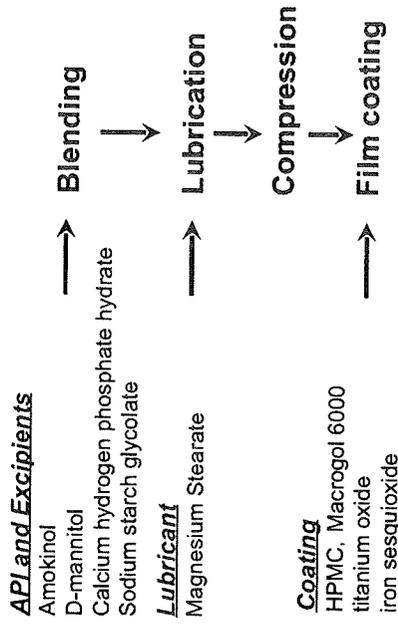 API and Excipients
Amokinol
D-mannitol
Calcium hydrogen phosphate hydrate
Sodium starch glycolate
Blending
Lubricant
Magnesium Stearate
Lubrication
Compression
Coating
HPMC, Macrogol 6000
titanium oxide
iron sesquioxide
Film coating